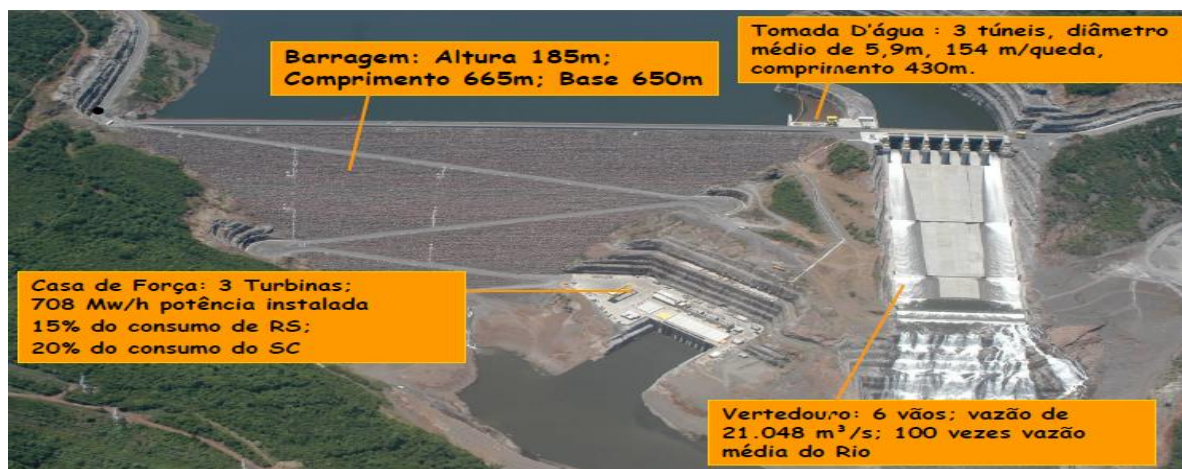 Barragem: Altura 185m;
Comprimento 665m; Base 650m
Tomada D'água : 3 túneis, diâmetro
médio de 5,9m, 154 m/queda,
comprimento 430m.
Casa de Força: 3 Turbinas;
708 Mw/h potência instalada
15% do consumo de RS;
20% do consumo do SC
Vertedouro: 6 vãos; vazão de
21.048 m³/s; 100 vezes vazão
média do Rio